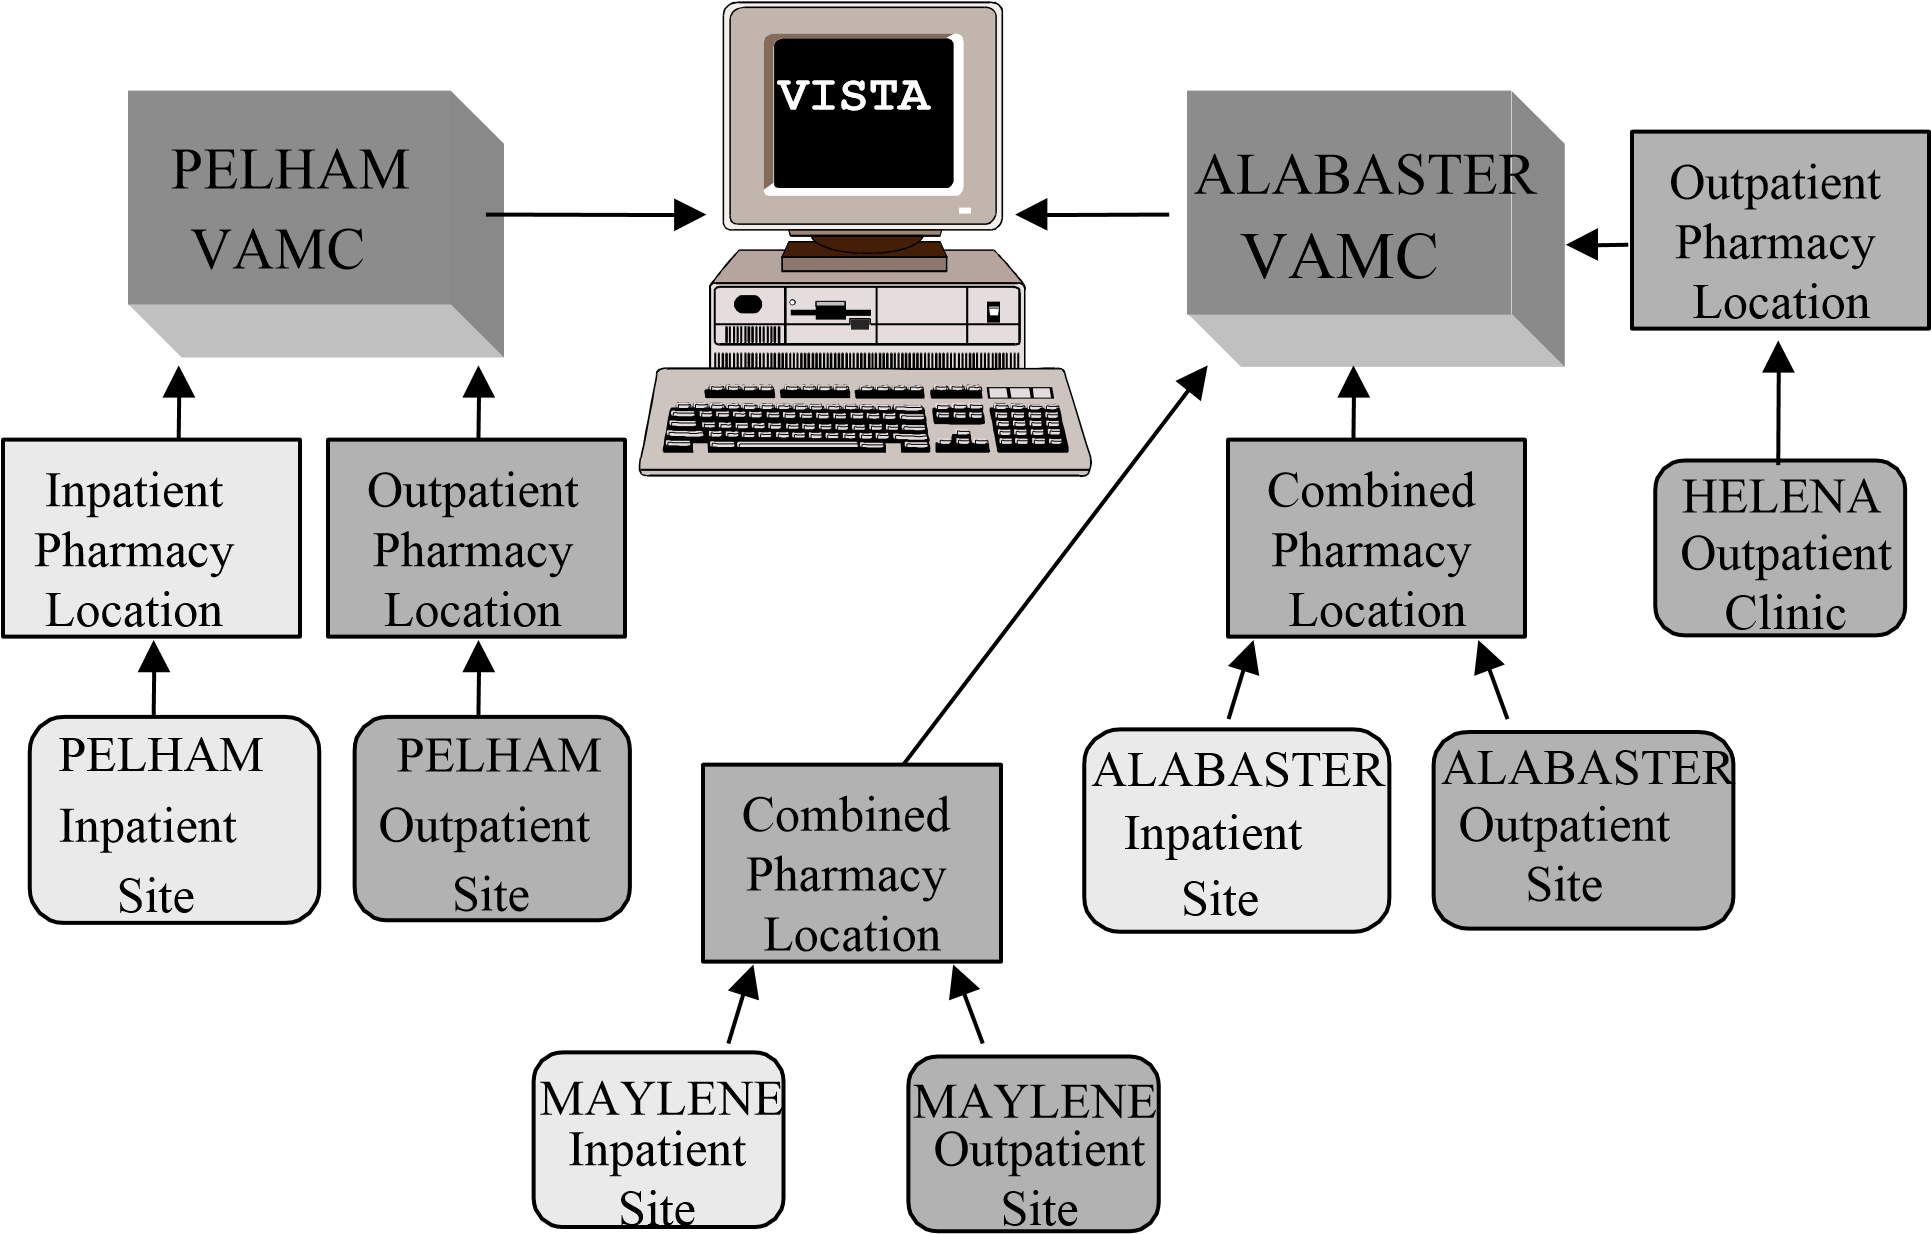 VISTA
PELHAM
VAMC
ALABASTER
VAMC
Outpatient
Pharmacy
Location
Inpatient
Pharmacy
Location
Outpatient
Pharmacy
Location
Combined
Pharmacy
Location
HELENA
Outpatient
Clinic
PELHAM
Inpatient
Site
PELHAM
Outpatient
Site
Combined
Pharmacy
Location
ALABASTER
Inpatient
Site
ALABASTER
Outpatient
Site
MAYLENE
Inpatient
Site
MAYLENE
Outpatient
Site